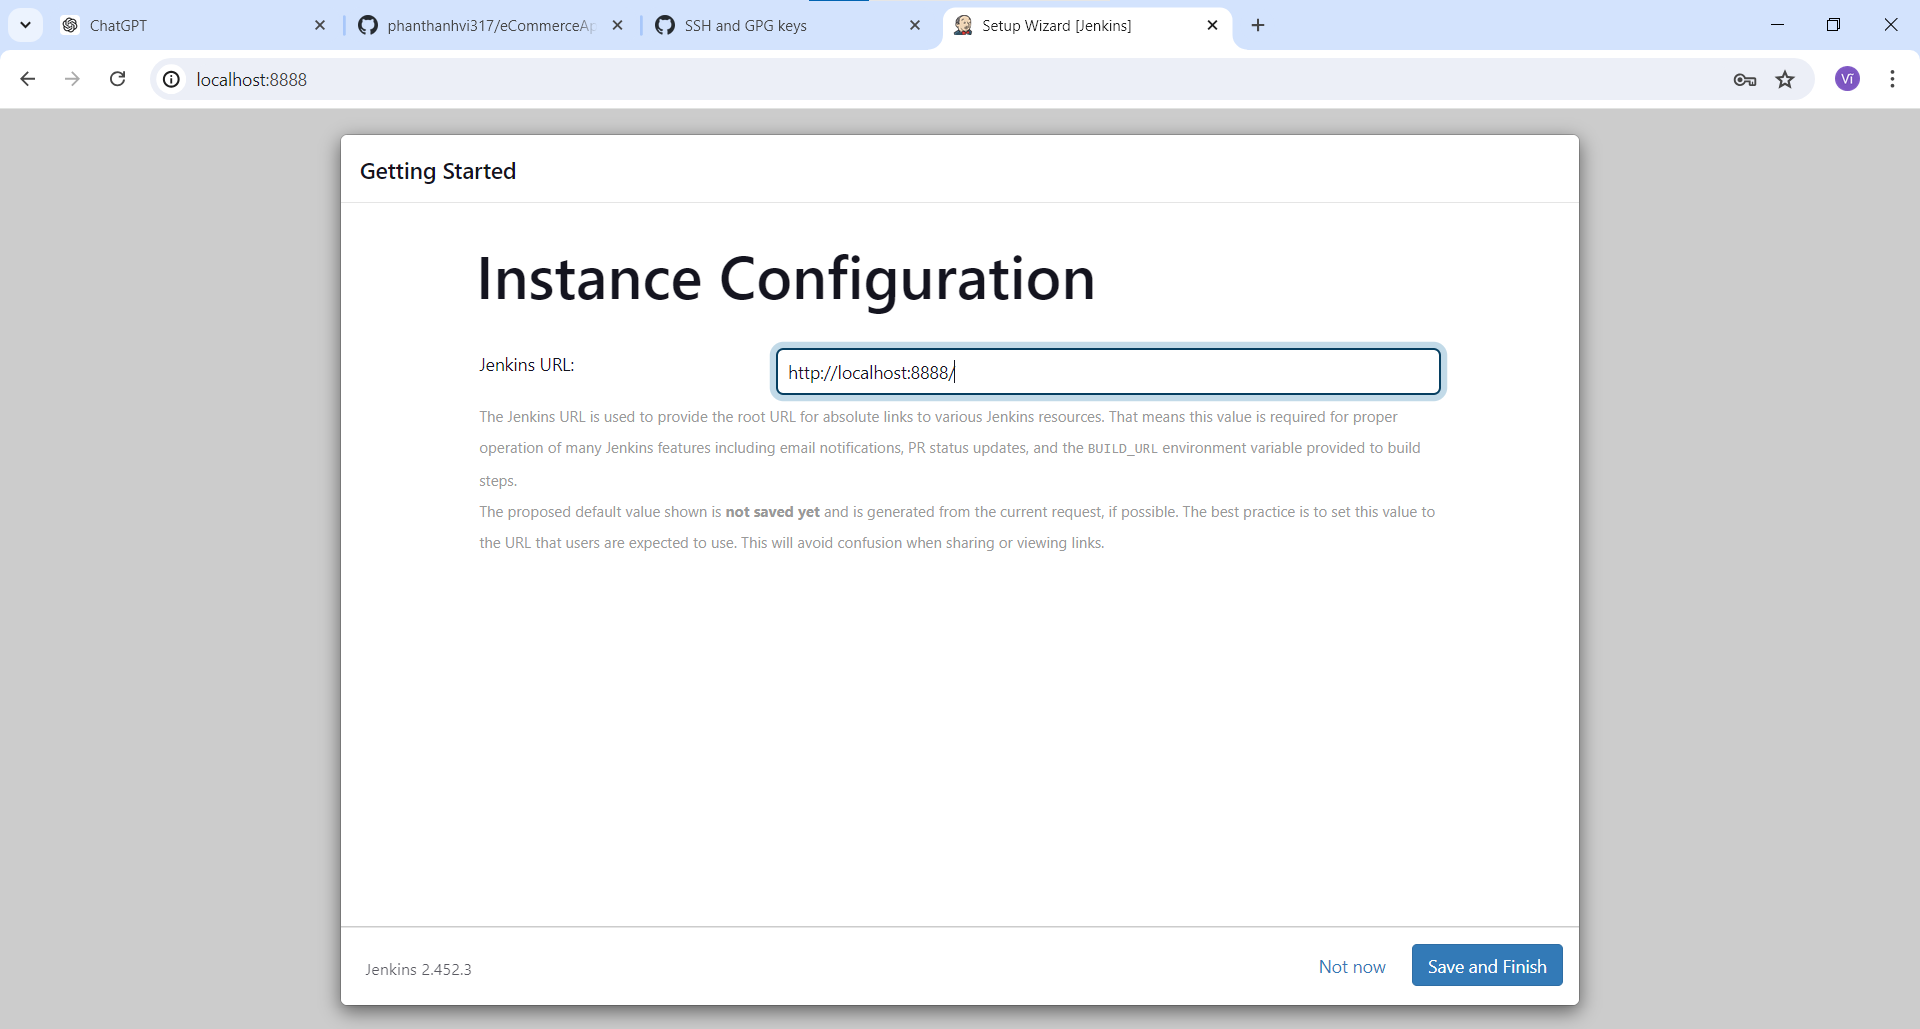 ChatGPT
phanthanhvi317/eCommerceAp
SSH and GPG keys
Setup Wizard [Jenkins]
localhost:8888
Vĩ
Getting Started
Instance Configuration
Jenkins URL:
http://localhost:8888/
The Jenkins URL is used to provide the root URL for absolute links to various Jenkins resources. That means this value is required for proper
operation of many Jenkins features including email notifications, PR status updates, and the BUILD_URL environment variable provided to build
steps.
The proposed default value shown is not saved yet and is generated from the current request, if possible. The best practice is to set this value to
the URL that users are expected to use. This will avoid confusion when sharing or viewing links.
Jenkins 2.452.3
Not now
Save and Finish